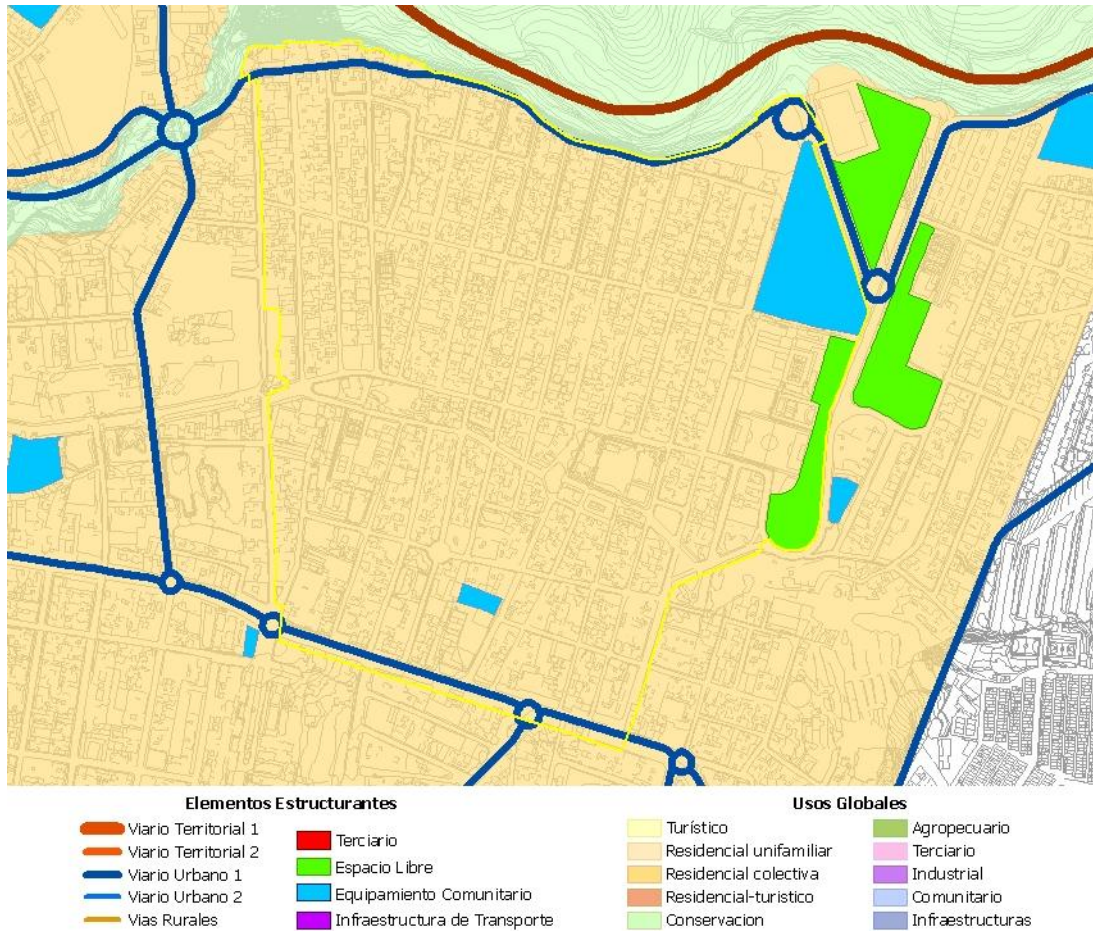 Elementos Estructurantes
Viario Territorial 1
Viario Territorial 2
Viario Urbano 1
Viario Urbano 2
Vias Rurales
Terciario
Espacio Libre
Equipamiento Comunitario
Infraestructura de Transporte
Usos Globales
Turístico
Residencial unifamiliar
Residencial colectiva
Residencial-turistico
Conservacion
Agropecuario
Terciario
Industrial
Comunitario
Infraestructuras